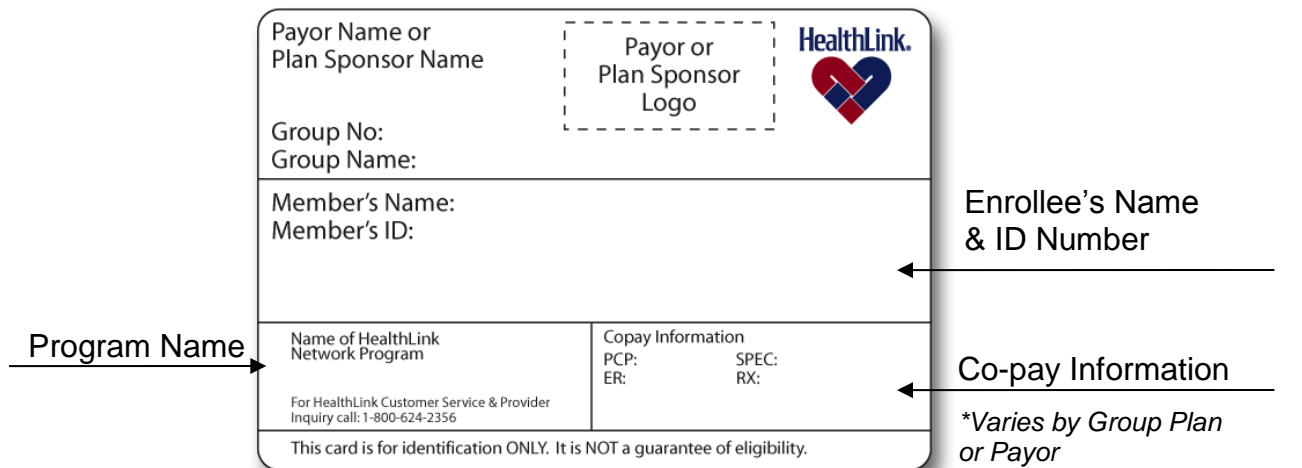 Payor Name or
Plan Sponsor Name
Payor or
Plan Sponsor
Logo
HealthLink.
Group No:
Group Name:
Member's Name:
Member's ID:
Enrollee's Name
& ID Number
Program Name
Name of HealthLink
Network Program
For HealthLink Customer Service & Provider
Inquiry call: 1-800-624-2356
Copay Information
PCP: SPEC:
ER: RX:
Co-pay Information
*Varies by Group Plan
or Payor
This card is for identification ONLY. It is NOT a guarantee of eligibility.